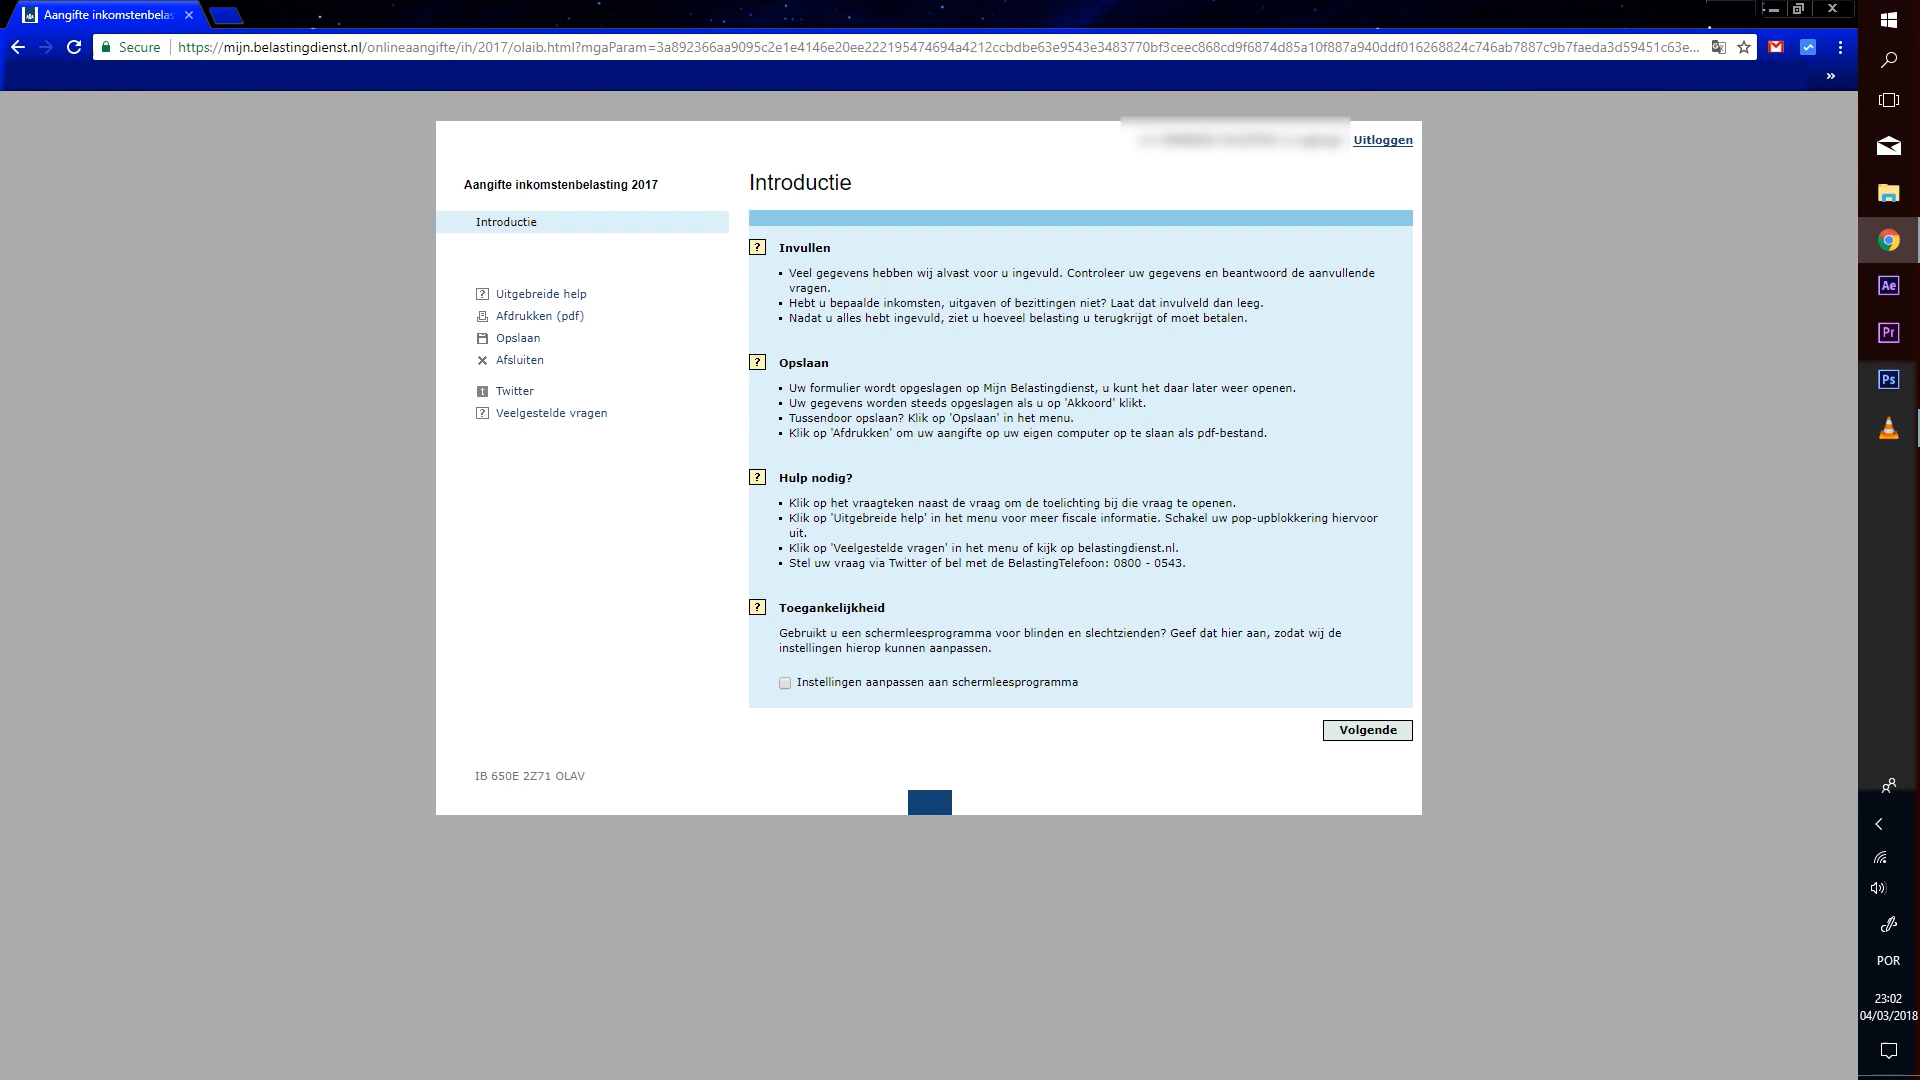 Aangifte inkomstenbelas
Secure
https://mijn.belastingdienst.nl/onlineaangifte/ih/2017/olaib.html?mgaParam=3a892366aa9095c2e1e4146e20ee222195474694a4212ccbdbe63e9543e3483770bf3ceec868cd9f6874d85a10f887a940ddf016268824c746ab7887c9b7faeda3d59451c63e...
»
Uitloggen
Aangifte inkomstenbelasting 2017
Introductie
Uitgebreide help
Afdrukken (pdf)
Opslaan
Afsluiten
Twitter
Veelgestelde vragen
Introductie
? Invullen
▪ Veel gegevens hebben wij alvast voor u ingevuld. Controleer uw gegevens en beantwoord de aanvullende
vragen.
▪ Hebt u bepaalde inkomsten, uitgaven of bezittingen niet? Laat dat invulveld dan leeg.
▪ Nadat u alles hebt ingevuld, ziet u hoeveel belasting u terugkrijgt of moet betalen.
? Opslaan
▪ Uw formulier wordt opgeslagen op Mijn Belastingdienst, u kunt het daar later weer openen.
▪ Uw gegevens worden steeds opgeslagen als u op 'Akkoord' klikt.
▪ Tussendoor opslaan? Klik op 'Opslaan' in het menu.
▪ Klik op 'Afdrukken' om uw aangifte op uw eigen computer op te slaan als pdf-bestand.
? Hulp nodig?
▪ Klik op het vraagteken naast de vraag om de toelichting bij die vraag te openen.
▪ Klik op 'Uitgebreide help' in het menu voor meer fiscale informatie. Schakel uw pop-upblokkering hiervoor
uit.
▪ Klik op 'Veelgestelde vragen' in het menu of kijk op belastingdienst.nl.
▪ Stel uw vraag via Twitter of bel met de BelastingTelefoon: 0800 - 0543.
? Toegankelijkheid
Gebruikt u een schermleesprogramma voor blinden en slechtzienden? Geef dat hier aan, zodat wij de
instellingen hierop kunnen aanpassen.
Instellingen aanpassen aan schermleesprogramma
Volgende
IB 650E 2Z71 OLAV
Ae
Pr
Ps
POR
23:02
04/03/2018